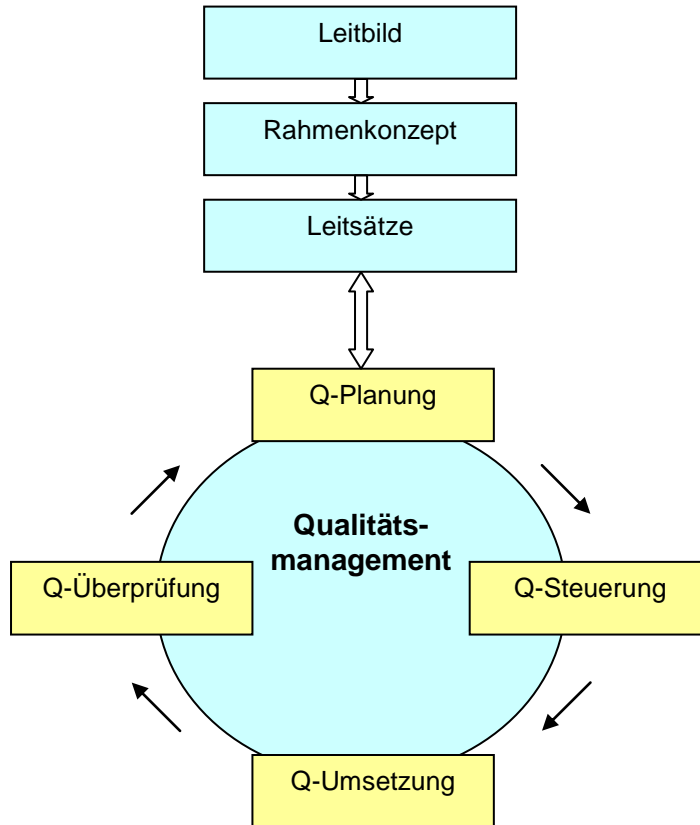 Leitbild
Rahmenkonzept
Leitsätze
Q-Planung
Qualitäts-
management
Q-Überprüfung
Q-Steuerung
Q-Umsetzung